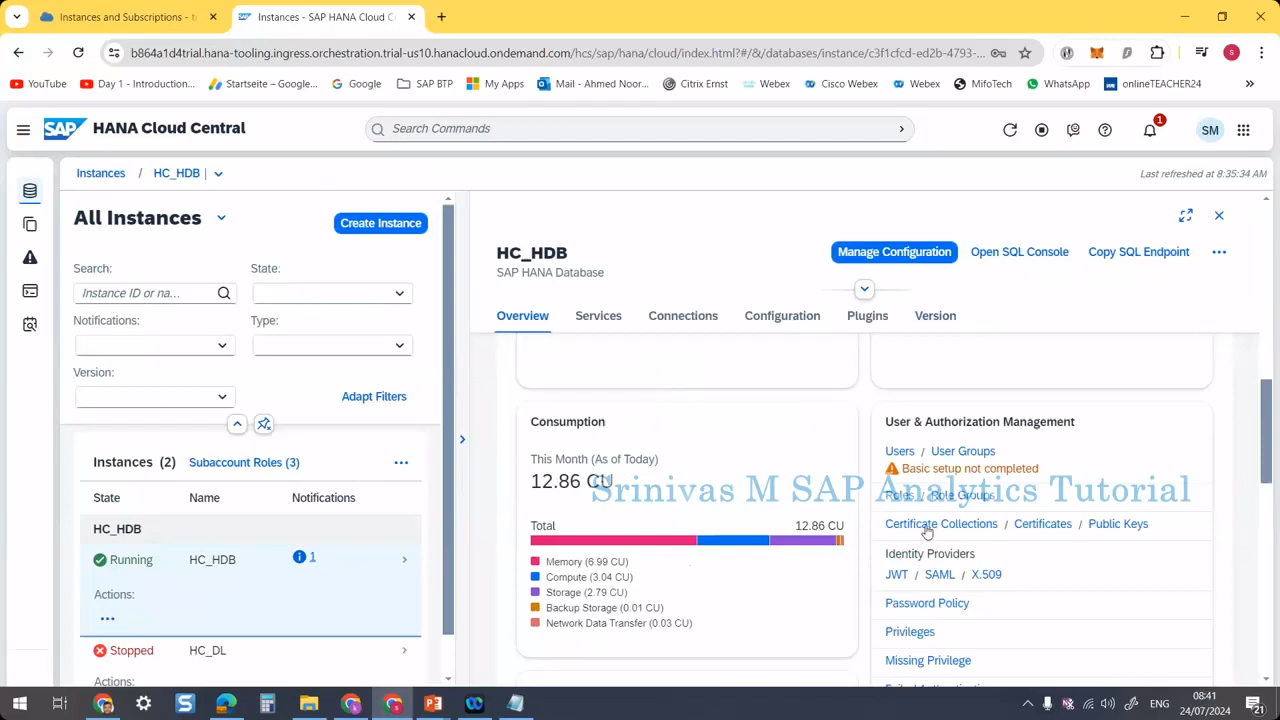 Instances and Subscriptions - t
Instances - SAP HANA Cloud C
b864a1d4trial.hana-tooling.ingress.orchestration.trial-us10.hanacloud.ondemand.com/hcs/sap/hana/cloud/index.html?#/&/databases/instance/c3f1cfcd-ed2b-4793-...
S
YouTube
Day 1 - Introduction...
Startseite – Google...
Google
SAP BTP
My Apps
Mail - Ahmed Noor...
Citrix Ernst
Webex
Cisco Webex
Webex
MifoTech
WhatsApp
onlineTEACHER24
SAP HANA Cloud Central
Search Commands
1
SM
Instances / HC_HDB
Last refreshed at 8:35:34 AM
All Instances
Create Instance
Search:
State:
Instance ID or na...
Notifications:
Type:
Version:
Adapt Filters
Instances (2)
Subaccount Roles (3)
State
Name
Notifications
HC_HDB
Running
HC_HDB
1
Actions:
Stopped
HC_DL
Actions:
HC_HDB
SAP HANA Database
Manage Configuration
Open SQL Console
Copy SQL Endpoint
Overview
Services
Connections
Configuration
Plugins
Version
Consumption
This Month (As of Today)
12.86 CU
Total
12.86 CU
Memory (6.99 CU)
Compute (3.04 CU)
Storage (2.79 CU)
Backup Storage (0.01 CU)
Network Data Transfer (0.03 CU)
User & Authorization Management
Users / User Groups
Basic setup not completed
Roles / Role Groups
Srinivas M SAP Analytics Tutorial
Certificate Collections / Certificates / Public Keys
Identity Providers
JWT / SAML / X.509
Password Policy
Privileges
Missing Privilege
08:41
24/07/2024
21